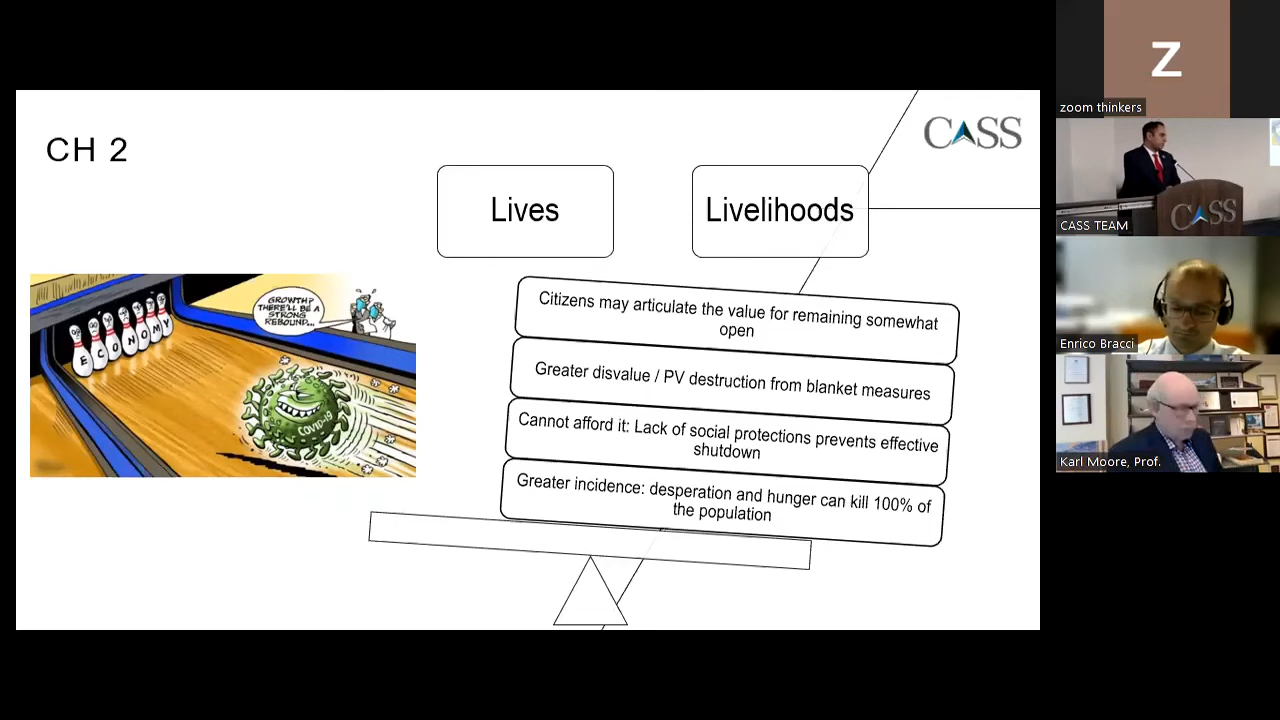 CH 2
CASS
Lives
Livelihoods
Citizens may articulate the value for remaining somewhat
open
Greater disvalue / PV destruction from blanket measures
Cannot afford it: Lack of social protections prevents effective
shutdown
Greater incidence: desperation and hunger can kill 100% of
the population
GROWTH?
THERE'LL BE A
STRONG
REBOUND...
ECONOMY
COVID-19
Z
zoom thinkers
CASS
CASS TEAM
Enrico Bracci
Karl Moore, Prof.